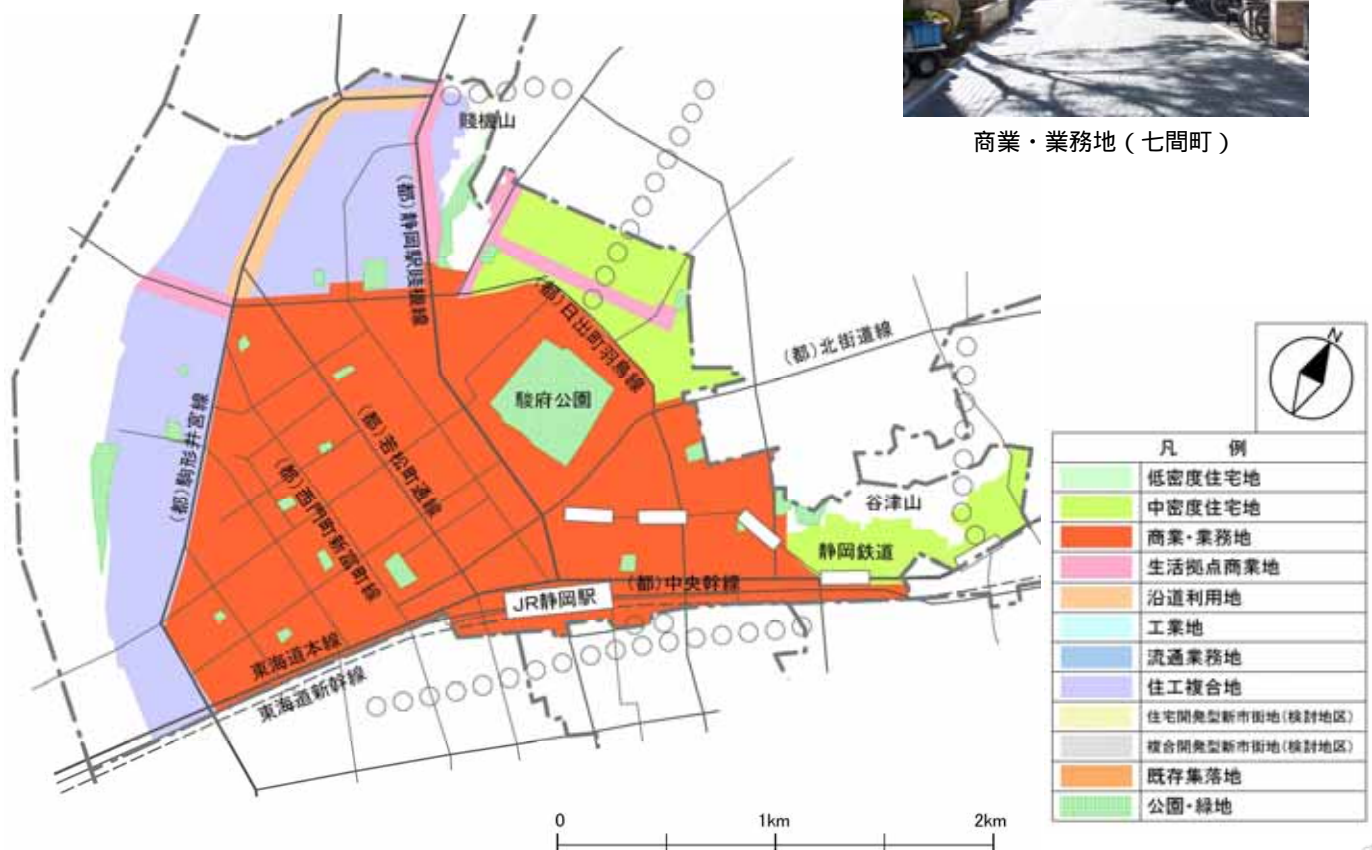 商業・業務地（七間町）
賤機山
（都）静岡駅賤機線
（都）日出町羽鳥線
（都）北街道線
駿府公園
（都）駒形井宮線
（都）若松町通線
（都）西門町新富町線
谷津山
静岡鉄道
（都）中央幹線
JR静岡駅
東海道本線
東海道新幹線
N
凡 例
低密度住宅地
中密度住宅地
商業・業務地
生活拠点商業地
沿道利用地
工業地
流通業務地
住工複合地
住宅開発型新市街地(検討地区)
複合開発型新市街地(検討地区)
既存集落地
公園・緑地
0 1km 2km